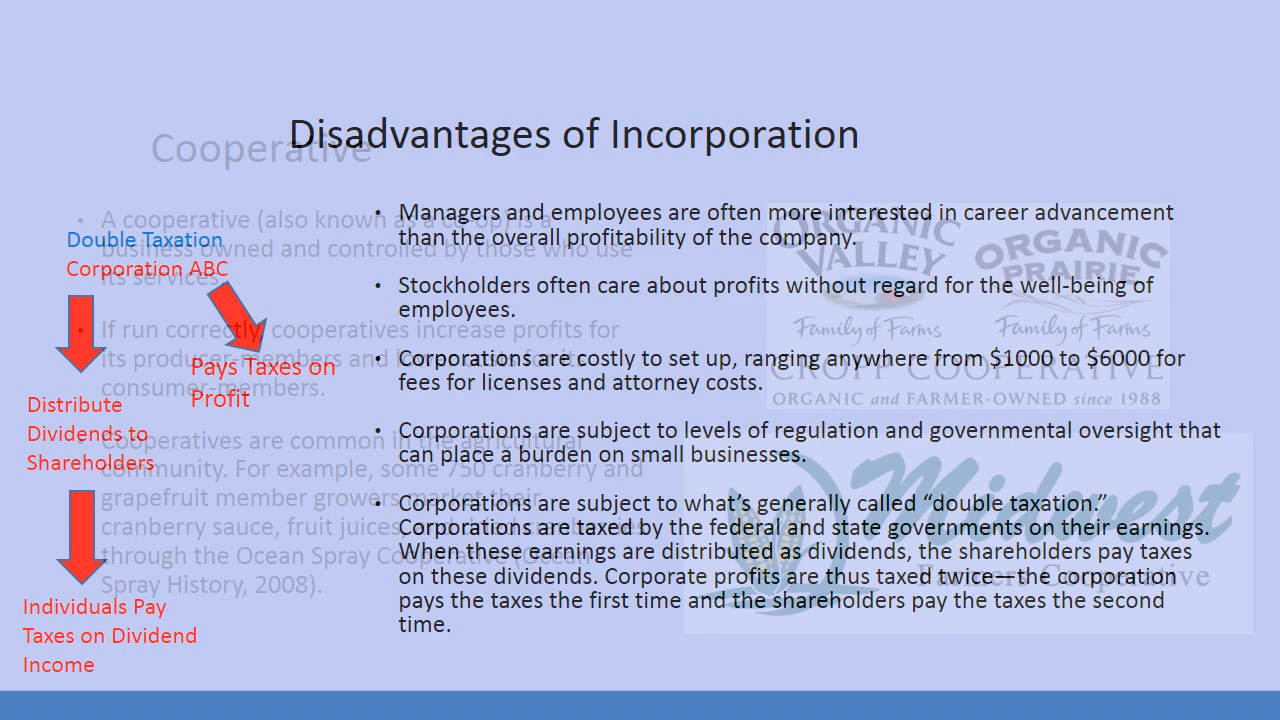 Disadvantages of Incorporation
Cooperative
• Managers and employees are often more interested in career advancement
than the overall profitability of the company.
• Stockholders often care about profits without regard for the well-being of
employees.
• Corporations are costly to set up, ranging anywhere from $1000 to $6000 for
fees for licenses and attorney costs.
• Corporations are subject to levels of regulation and governmental oversight that
can place a burden on small businesses.
• Corporations are subject to what’s generally called “double taxation.”
Corporations are taxed by the federal and state governments on their earnings.
When these earnings are distributed as dividends, the shareholders pay taxes
on these dividends. Corporate profits are thus taxed twice—the corporation
pays the taxes the first time and the shareholders pay the taxes the second
time.
Double Taxation
Corporation ABC
Pays Taxes on
Profit
Distribute
Dividends to
Shareholders
Individuals Pay
Taxes on Dividend
Income
• A cooperative (also known as a co-op) is a
business owned and controlled by those who use
its services.
• If run correctly, cooperatives increase profits for
its producer-members and lower costs for its
consumer-members.
• Cooperatives are common in the agricultural
community. For example, some 750 cranberry and
grapefruit member growers market their
cranberry sauce, fruit juices,
through the Ocean Spray Cooperative (Ocean
Spray History, 2008).
ORGANIC
VALLEY
Family of Farms
ORGANIC
PRAIRIE
Family of Farms
CROPP COOPERATIVE
ORGANIC and FARMER-OWNED since 1988
Midwest
Farmers Cooperative